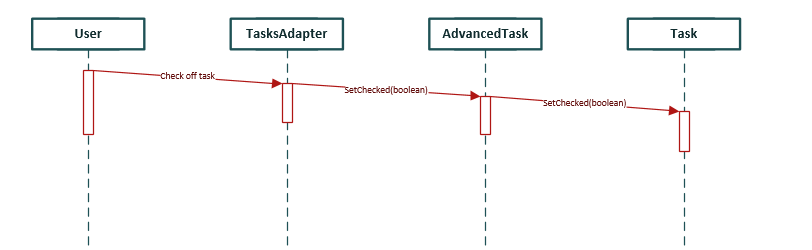 User
TasksAdapter
AdvancedTask
Task
Check off task
SetChecked(boolean)
SetChecked(boolean)